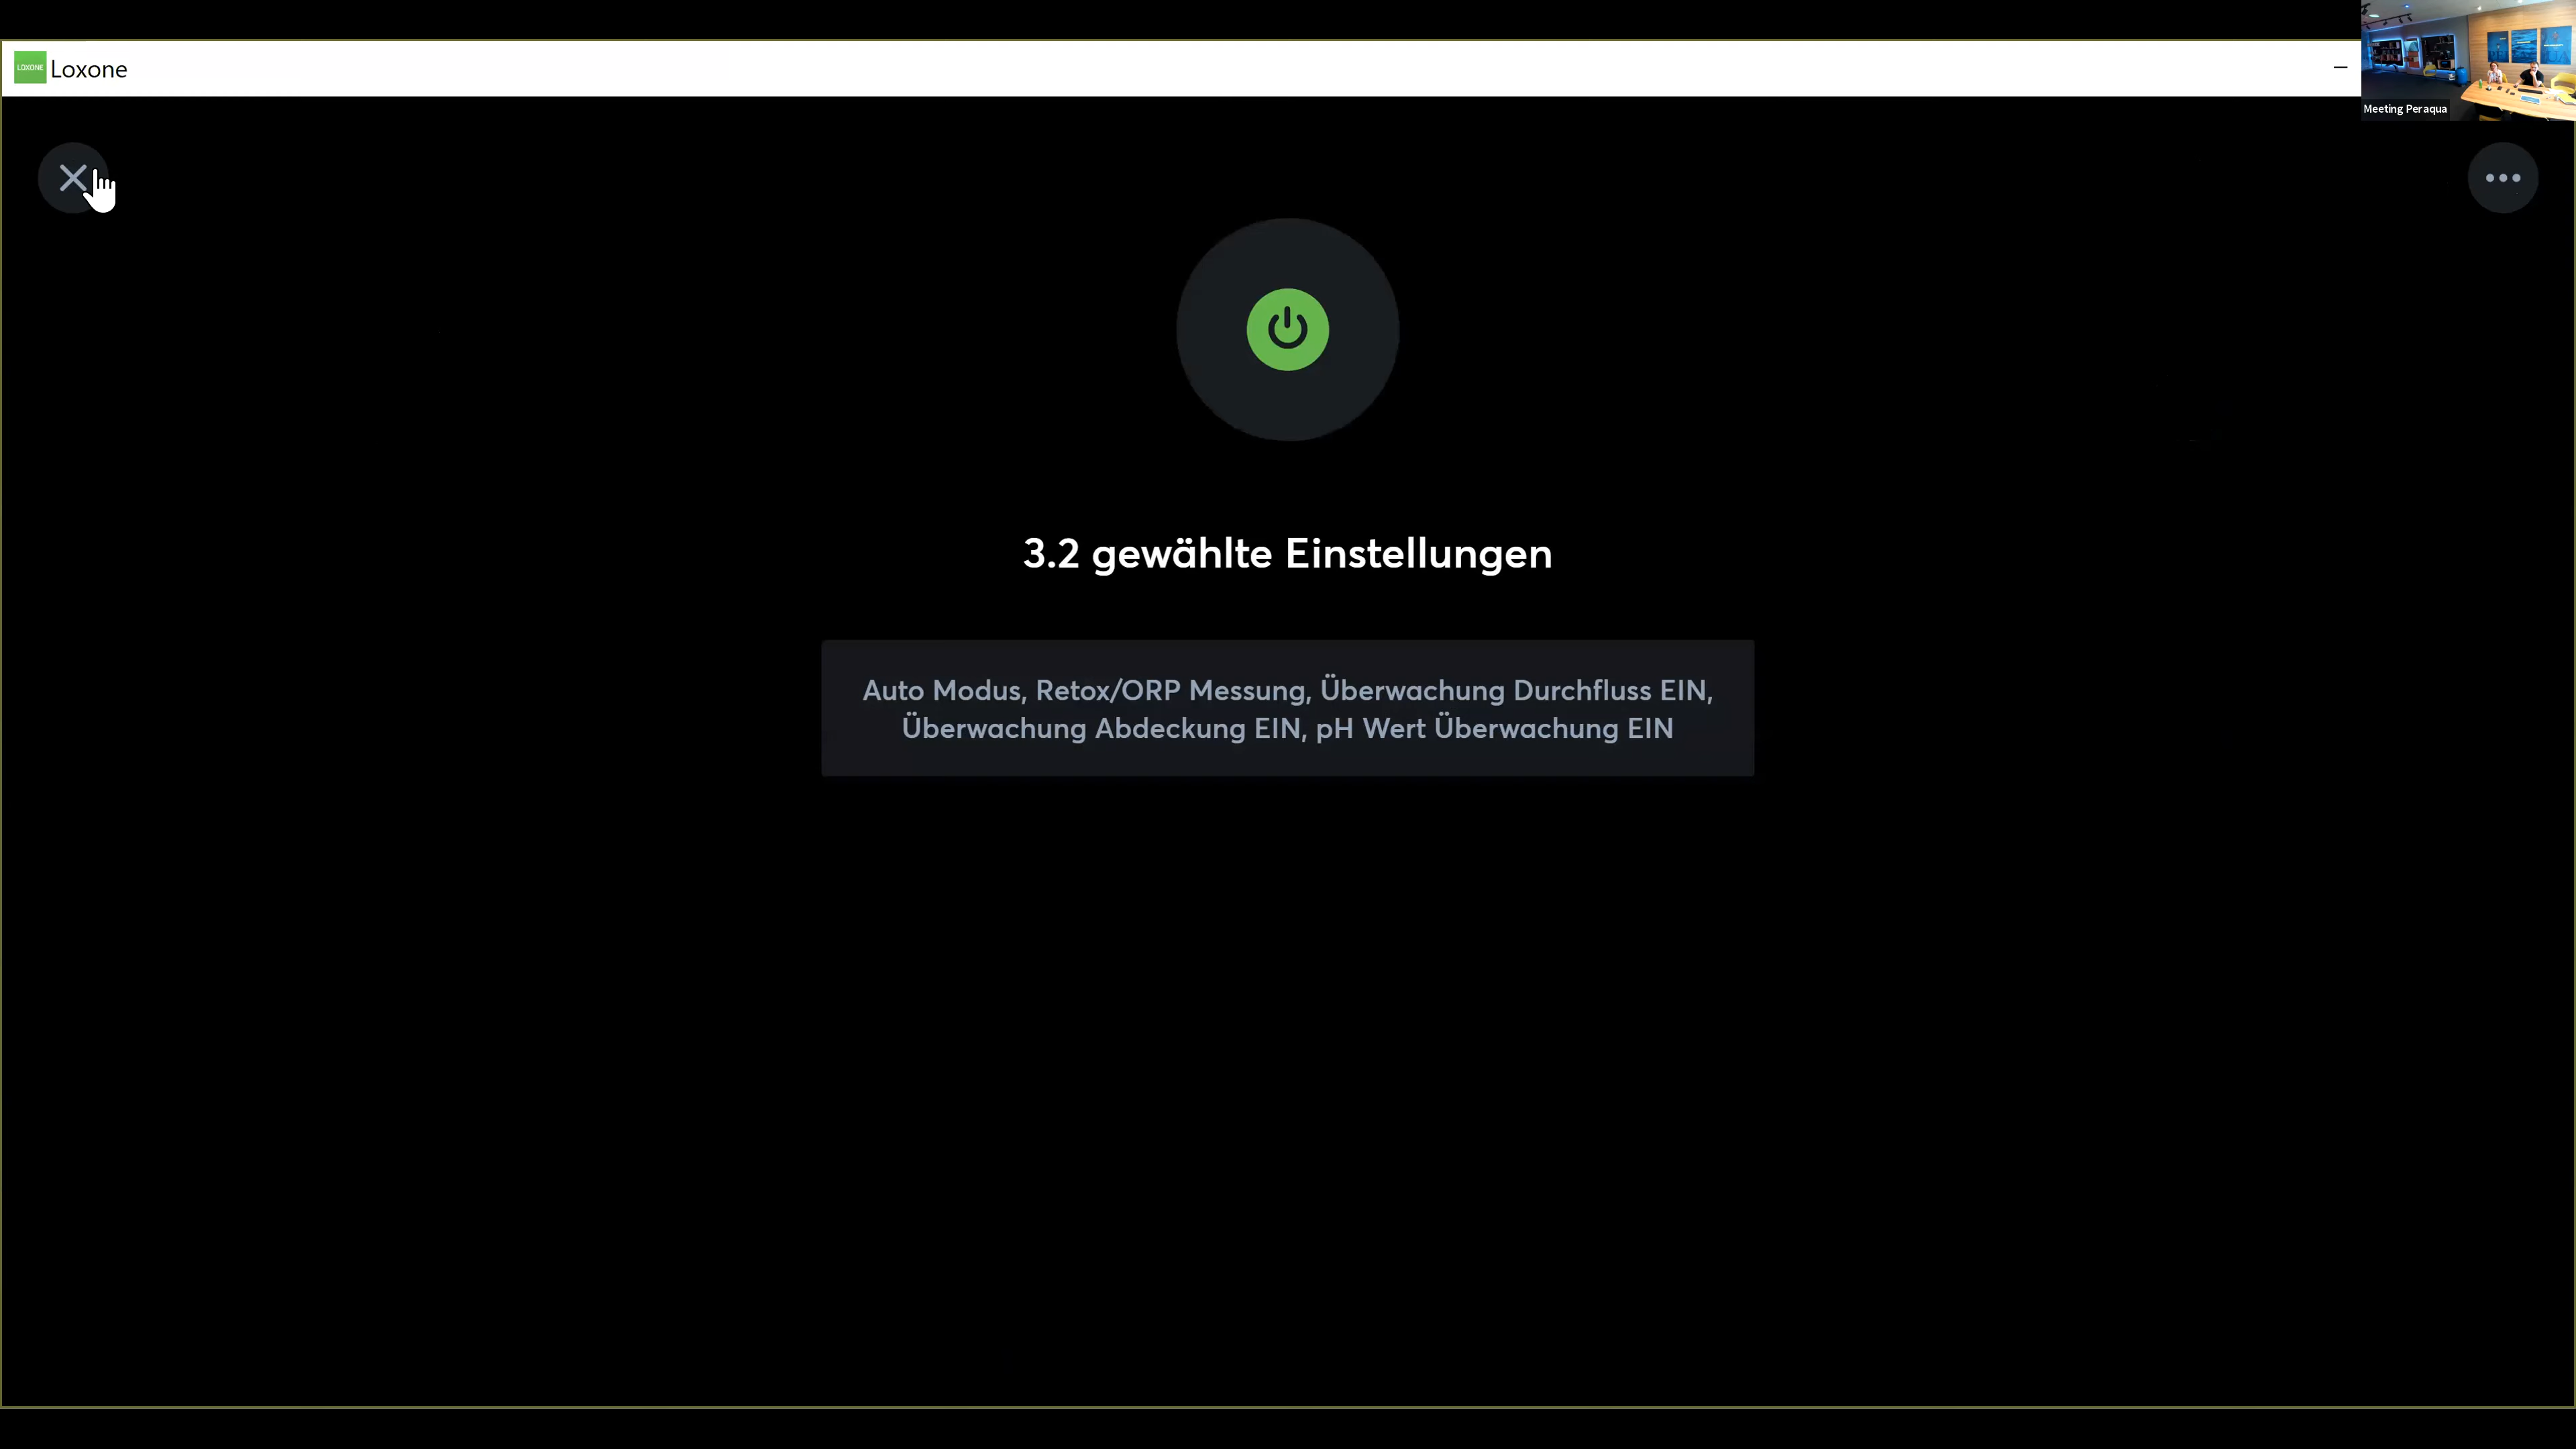 LOXONE
Loxone
Meeting Peraqua
3.2 gewählte Einstellungen
Auto Modus, Retox/ORP Messung, Überwachung Durchfluss EIN,
Überwachung Abdeckung EIN, pH Wert Überwachung EIN